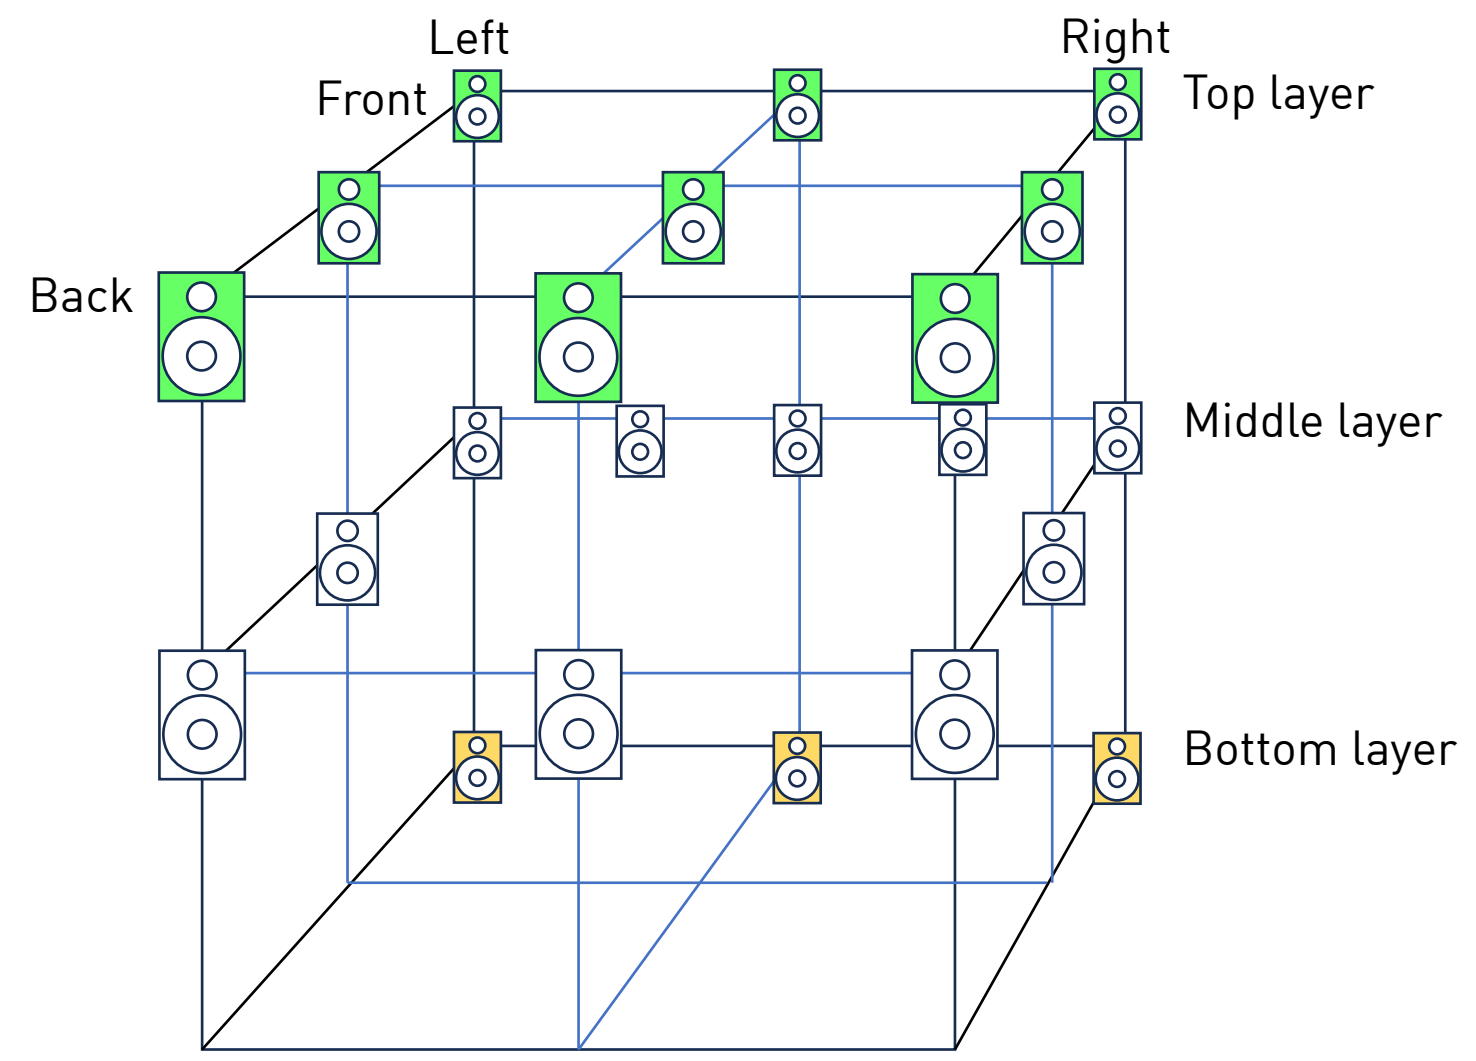 Left
Right
Front
Top layer
Back
Middle layer
Bottom layer